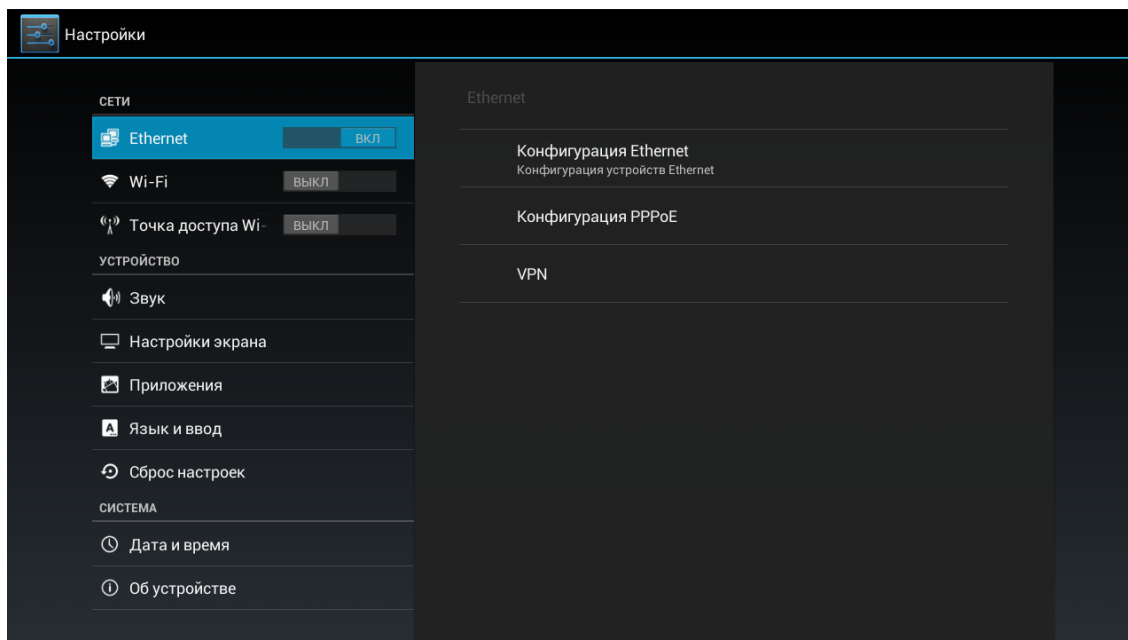 Настройки
СЕТИ
Ethernet
ВКЛ
Wi-Fi
ВЫКЛ
Точка доступа Wi-
ВЫКЛ
УСТРОЙСТВО
Звук
Настройки экрана
Приложения
Язык и ввод
Сброс настроек
СИСТЕМА
Дата и время
Об устройстве
Ethernet
Конфигурация Ethernet
Конфигурация устройств Ethernet
Конфигурация PPPoE
VPN